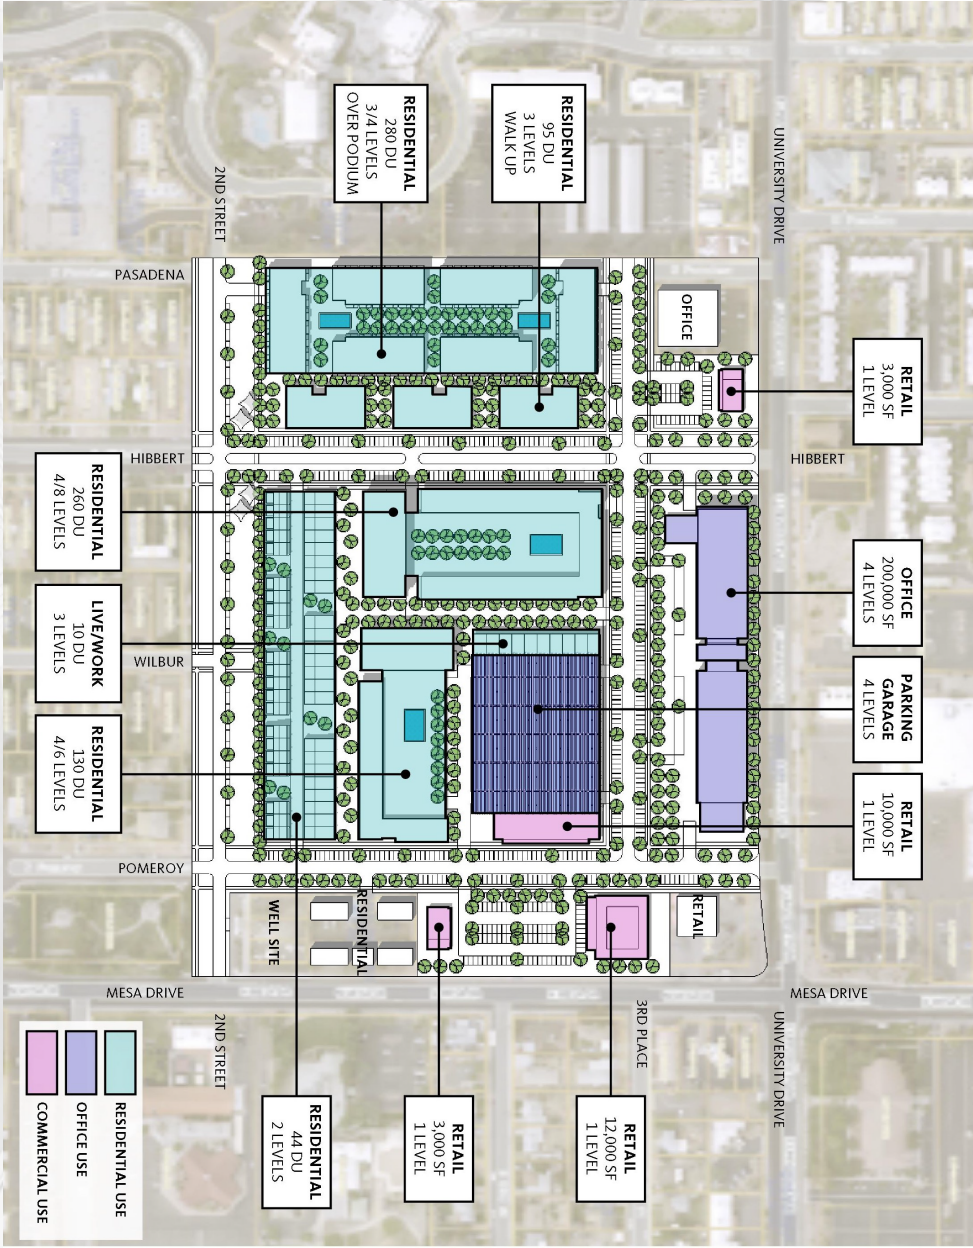 RESIDENTIAL
280 DU
3/4 LEVELS
OVER PODIUM
RESIDENTIAL
95 DU
3 LEVELS
WALK UP
2ND STREET
UNIVERSITY DRIVE
PASADENA
OFFICE
RETAIL
3,000 SF
1 LEVEL
HIBBERT
HIBBERT
RESIDENTIAL
260 DU
4/8 LEVELS
OFFICE
200,000 SF
4 LEVELS
LIVE/WORK
10 DU
3 LEVELS
WILBUR
PARKING
GARAGE
4 LEVELS
RESIDENTIAL
130 DU
4/6 LEVELS
RETAIL
10,000 SF
1 LEVEL
POMEROY
WELL SITE
RESIDENTIAL
RETAIL
MESA DRIVE
MESA DRIVE
2ND STREET
3RD PLACE
UNIVERSITY DRIVE
RESIDENTIAL
44 DU
2 LEVELS
RETAIL
3,000 SF
1 LEVEL
RETAIL
12,000 SF
1 LEVEL
RESIDENTIAL USE
OFFICE USE
COMMERCIAL USE